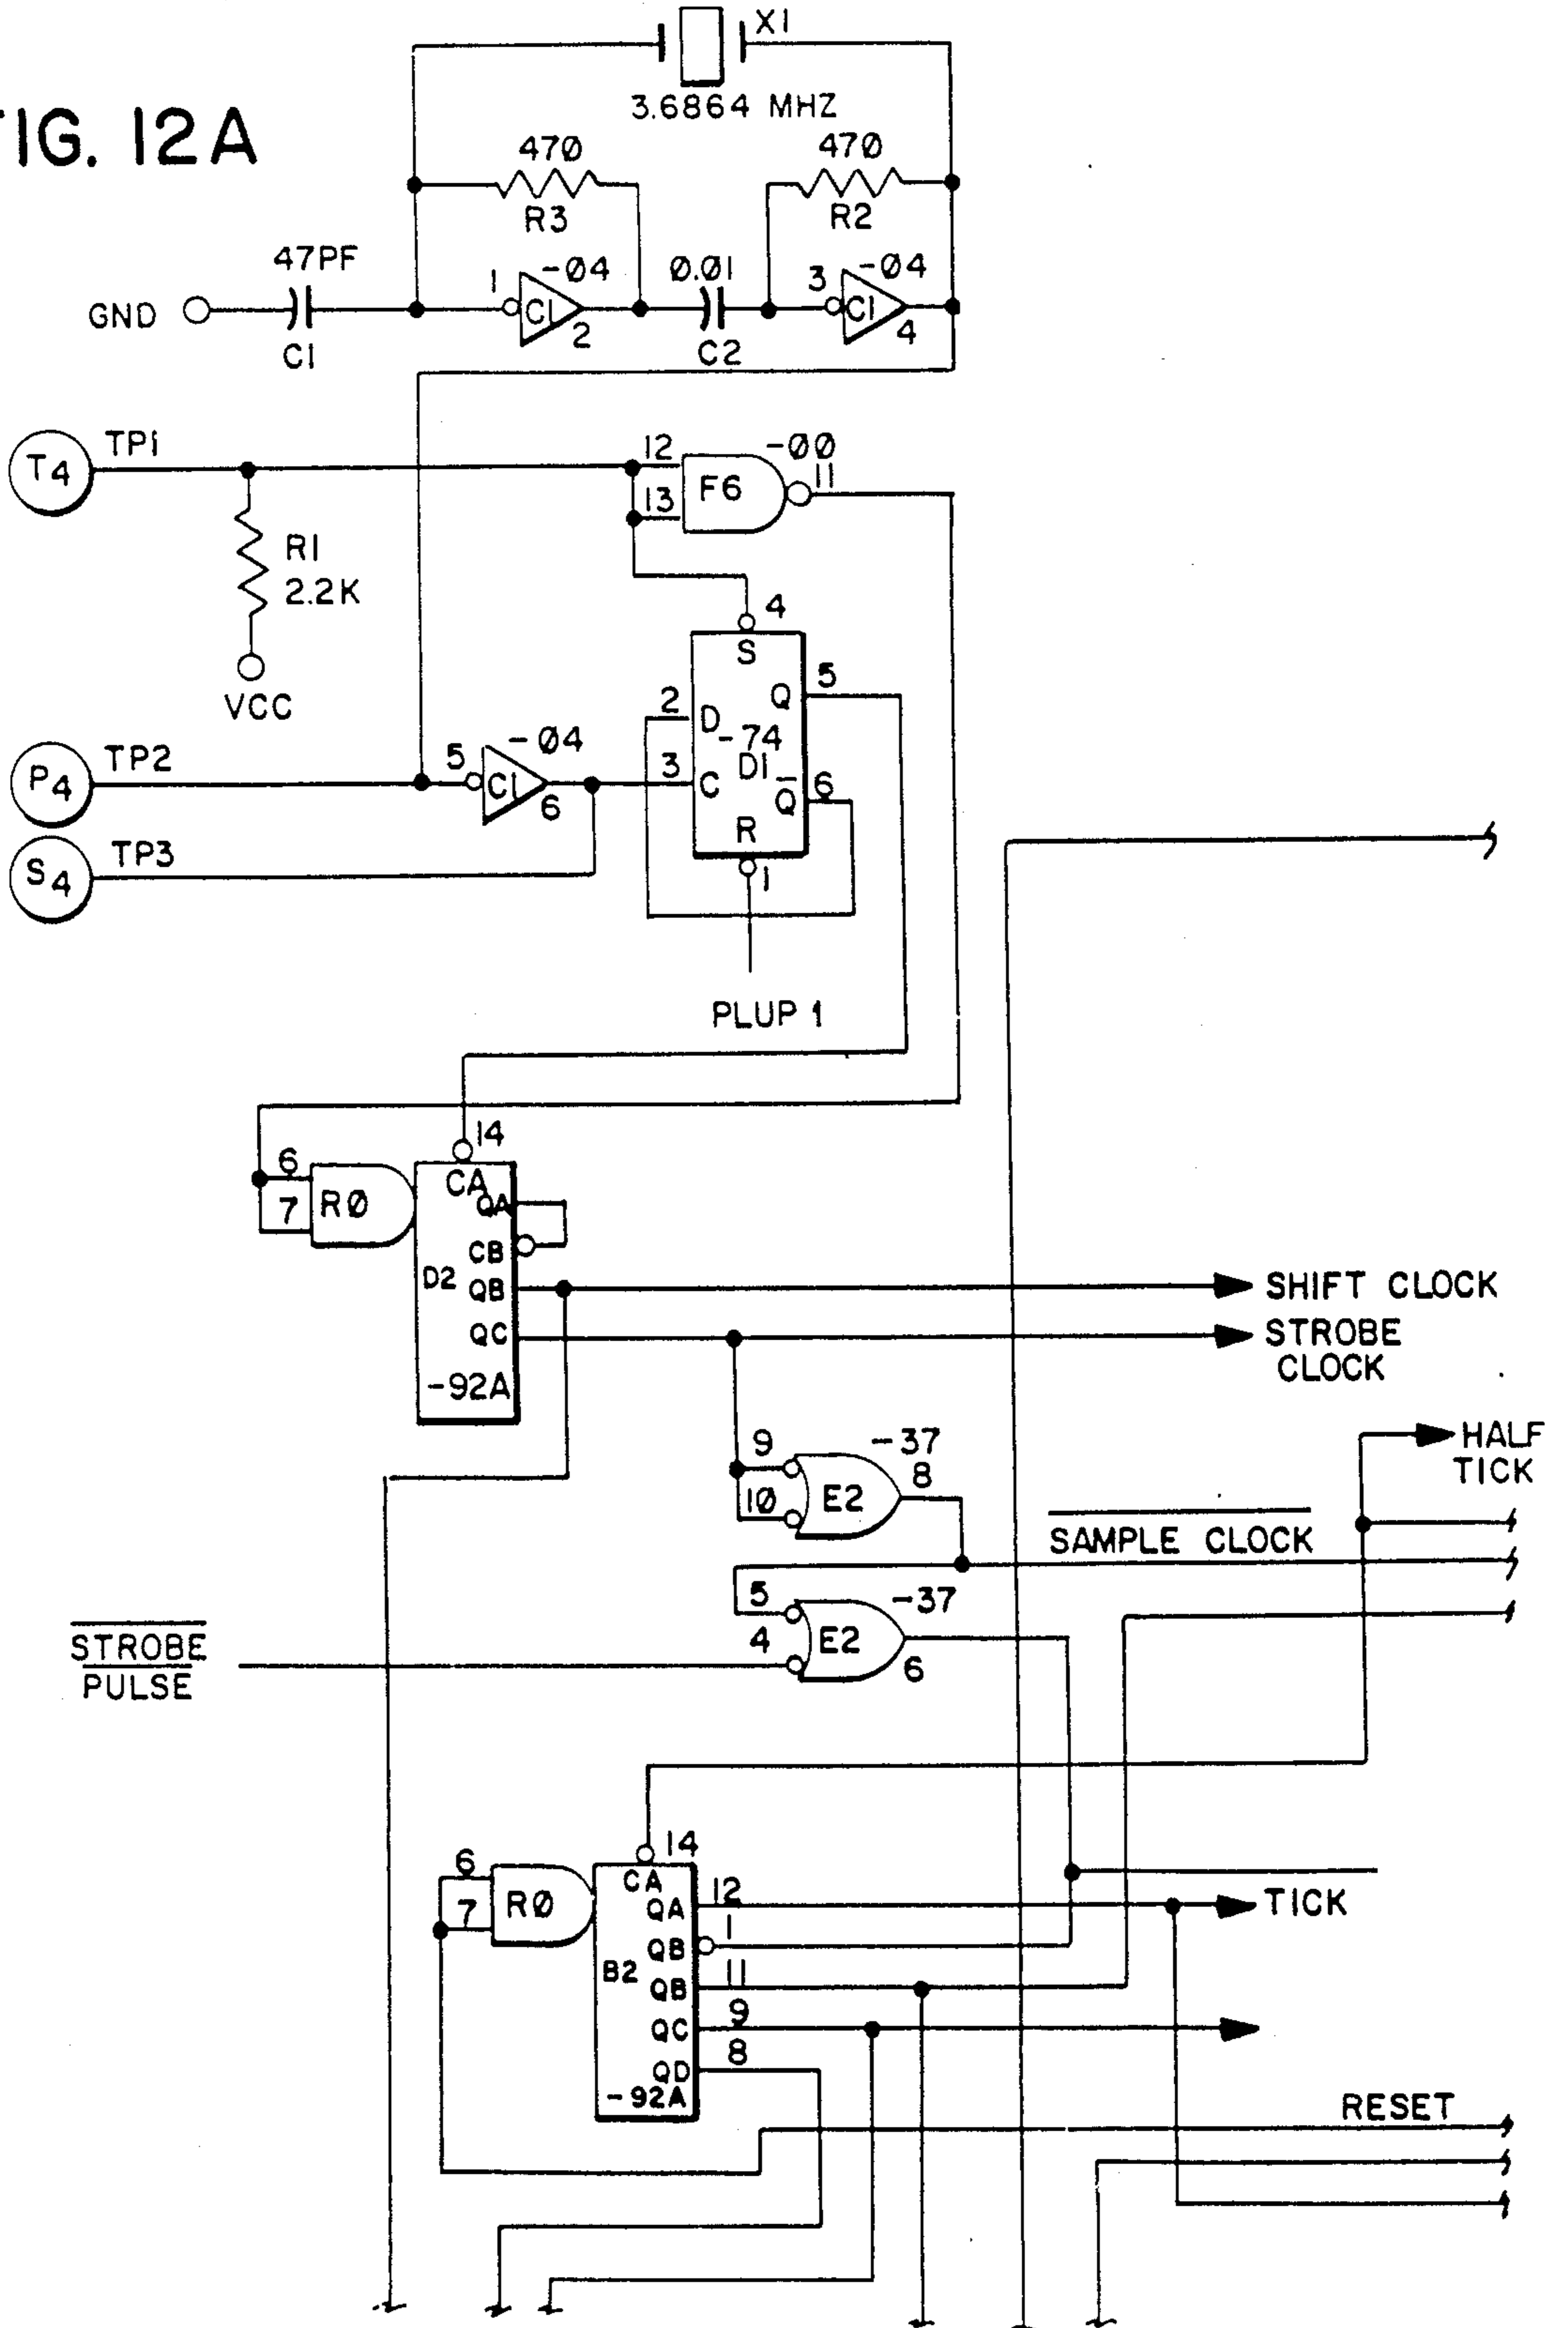 X1
3.6864 MHZ
FIG. 12A
470
470
R3
R2
47PF
1
-Ø4
0.01
3
-Ø4
GND
C1
2
C1
4
C1
C2
T4
TP1
12
-ØØ
F6
11
13
R1
2.2K
4
S
VCC
2
D
Q
5
-74
D1
P4
TP2
5
-Ø4
C1
6
3
C
Q̅
6
R
S4
TP3
1
PLUP 1
14
6
7
RØ
CA
QA
CB
D2
QB
SHIFT CLOCK
QC
STROBE
CLOCK
-92A
HALF
TICK
9
-37
8
1Ø
E2
SAMPLE CLOCK
5
-37
4
E2
6
STROBE
PULSE
14
6
7
RØ
CA
QA
12
TICK
QB
1
B2
QB
11
QC
9
QD
8
-92A
RESET